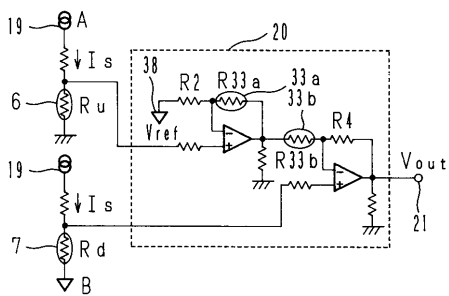 20
19
A
Is
38
R2
R33a
33a
33b
6
Ru
Vref
R33b
R4
Vout
19
Is
21
7
Rd
B